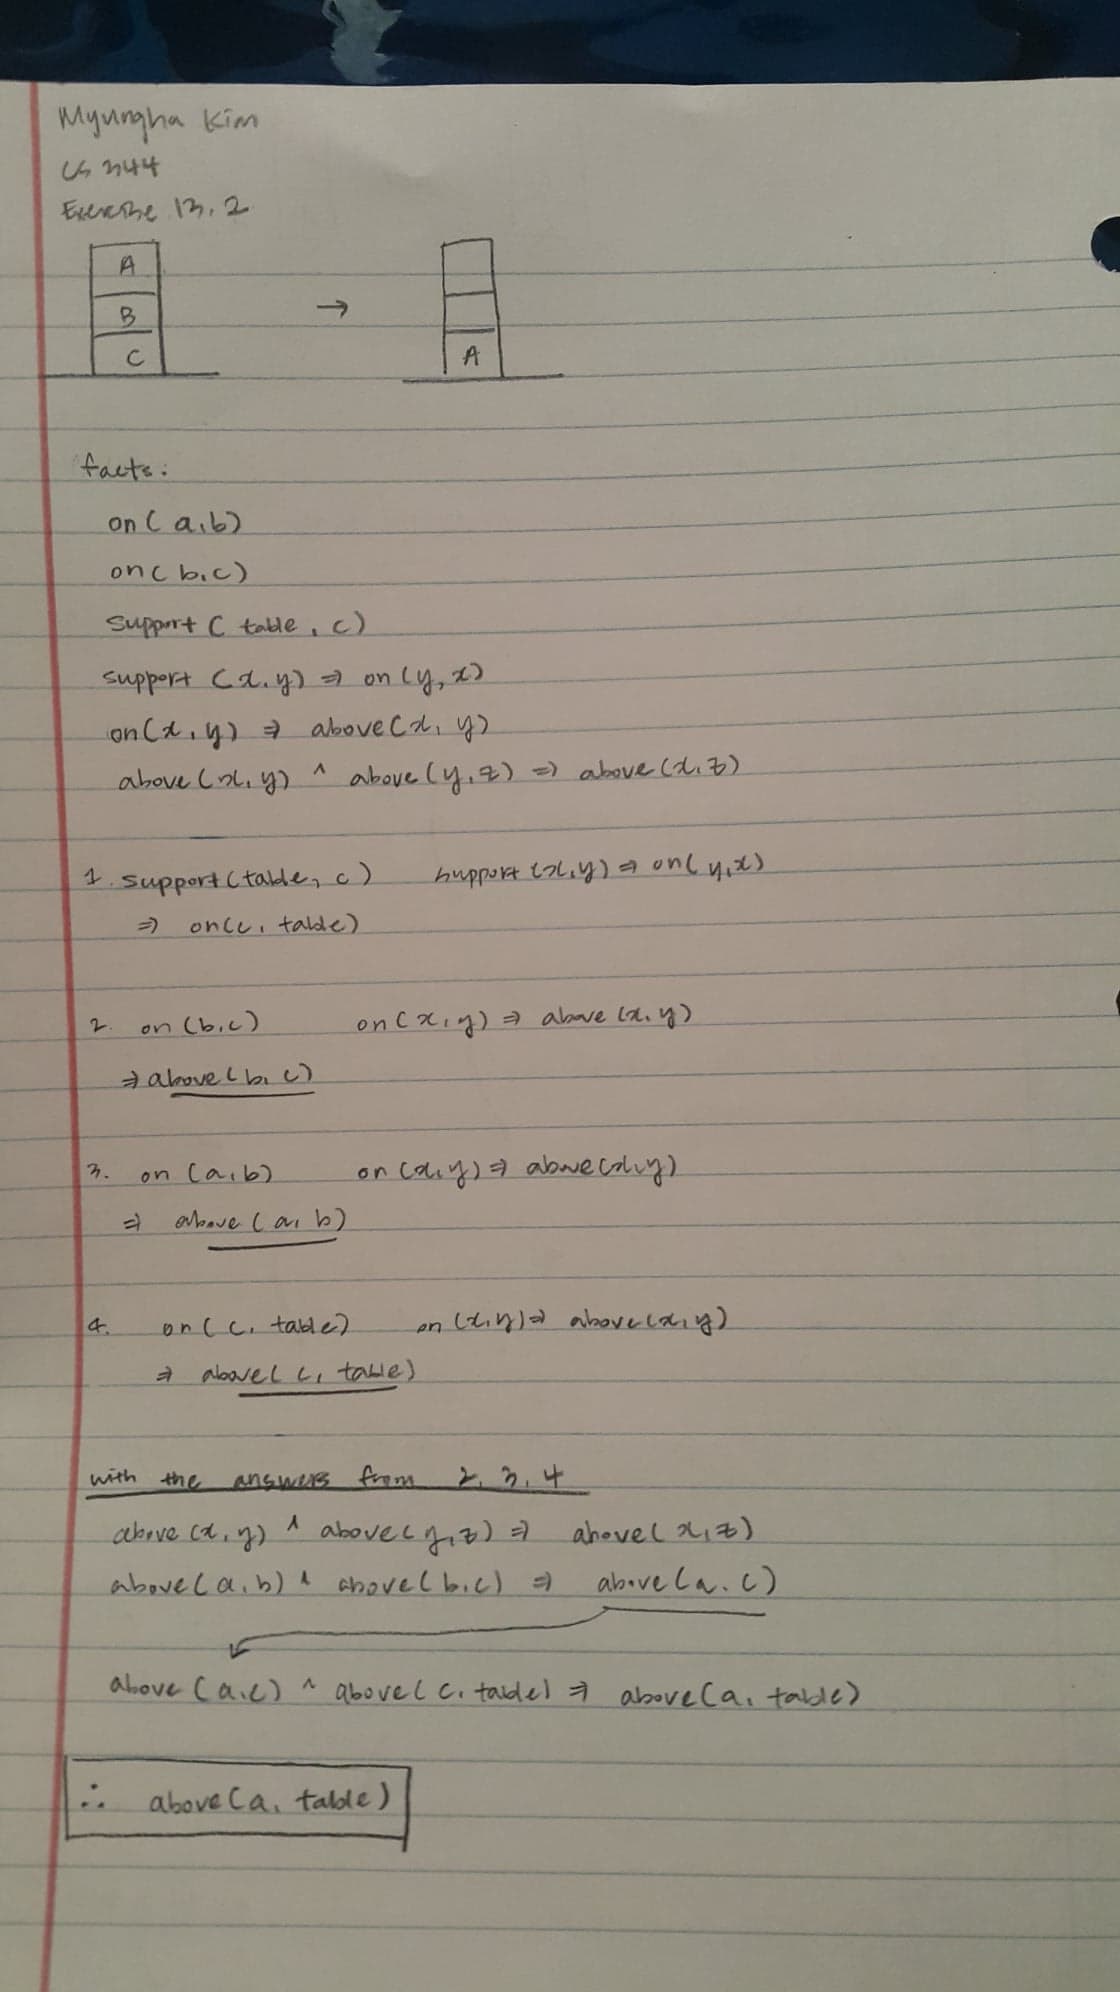 Myungha Kim
CS 344
Exercise 13.2
A
B
→
C
A
facts:
on(a,b)
on(b,c)
support(table, c)
support(x,y) ⇒ on(y,x)
on(x,y) ⇒ above(x,y)
above(x,y) ^ above(y,z) ⇒ above(x,z)
1. support(table, c) support(x,y) ⇒ on(y,x)
⇒ on(c, table)
2. on(b,c) on(x,y) ⇒ above(x,y)
⇒ above(b,c)
3. on(a,b) on(x,y) ⇒ above(x,y)
⇒ above(a,b)
4. on(c, table) on(x,y) ⇒ above(x,y)
⇒ above(c, table)
with the answers from 2, 3, 4
above(x,y) ^ above(y,z) ⇒ above(x,z)
above(a,b) ^ above(b,c) ⇒ above(a,c)
above(a,c) ^ above(c, table) ⇒ above(a, table)
∴ above(a, table)